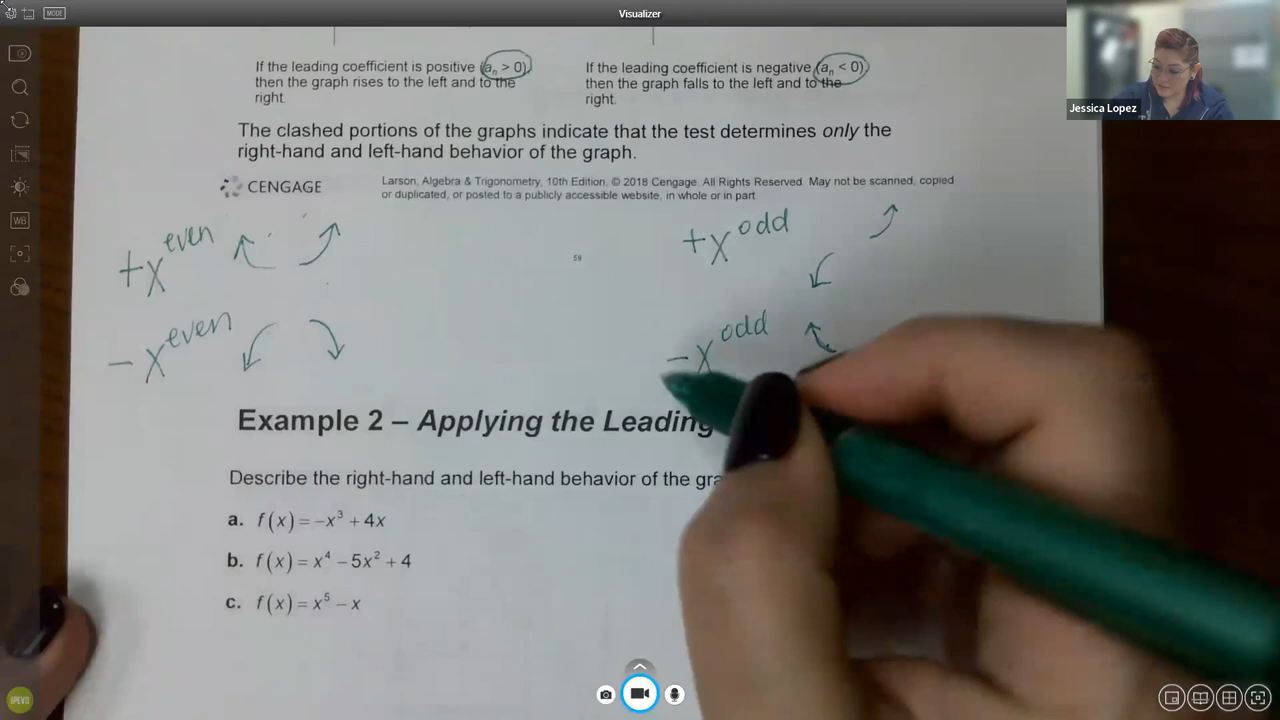 MODE
Visualizer
If the leading coefficient is positive (aₙ > 0)
then the graph rises to the left and to the
right.
If the leading coefficient is negative (aₙ < 0)
then the graph falls to the left and to the
right.
Jessica Lopez
The clashed portions of the graphs indicate that the test determines only the
right-hand and left-hand behavior of the graph.
CENGAGE
Larson, Algebra & Trigonometry, 10th Edition. © 2018 Cengage. All Rights Reserved. May not be scanned, copied
or duplicated, or posted to a publicly accessible website, in whole or in part.
WB
+x^even
+x^odd
59
-x^even
-x^odd
Example 2 – Applying the Leading
Describe the right-hand and left-hand behavior of the gra
a. f(x) = −x³ + 4x
b. f(x) = x⁴ − 5x² + 4
c. f(x) = x⁵ − x